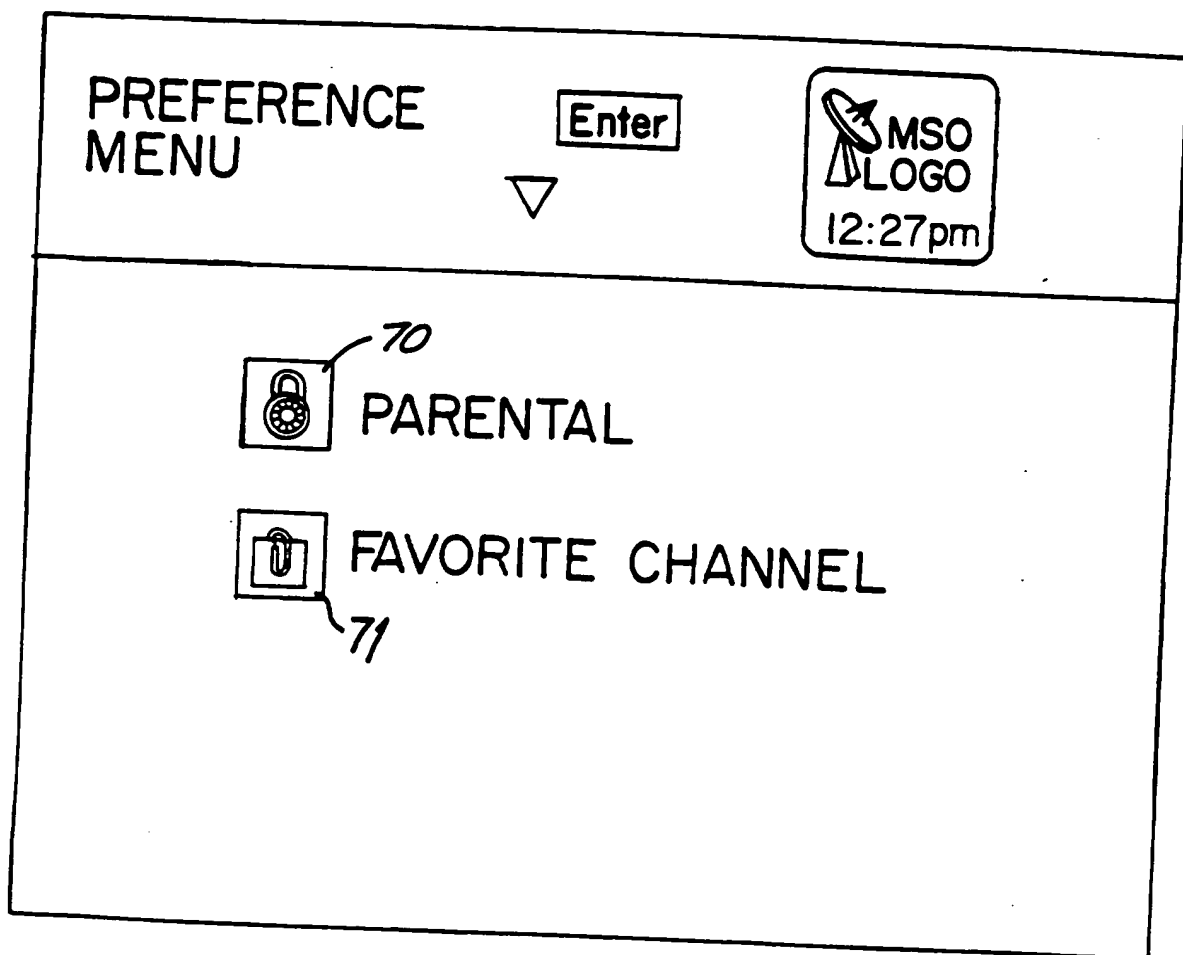 PREFERENCE
MENU
Enter
MSO
LOGO
12:27pm
70
PARENTAL
FAVORITE CHANNEL
71